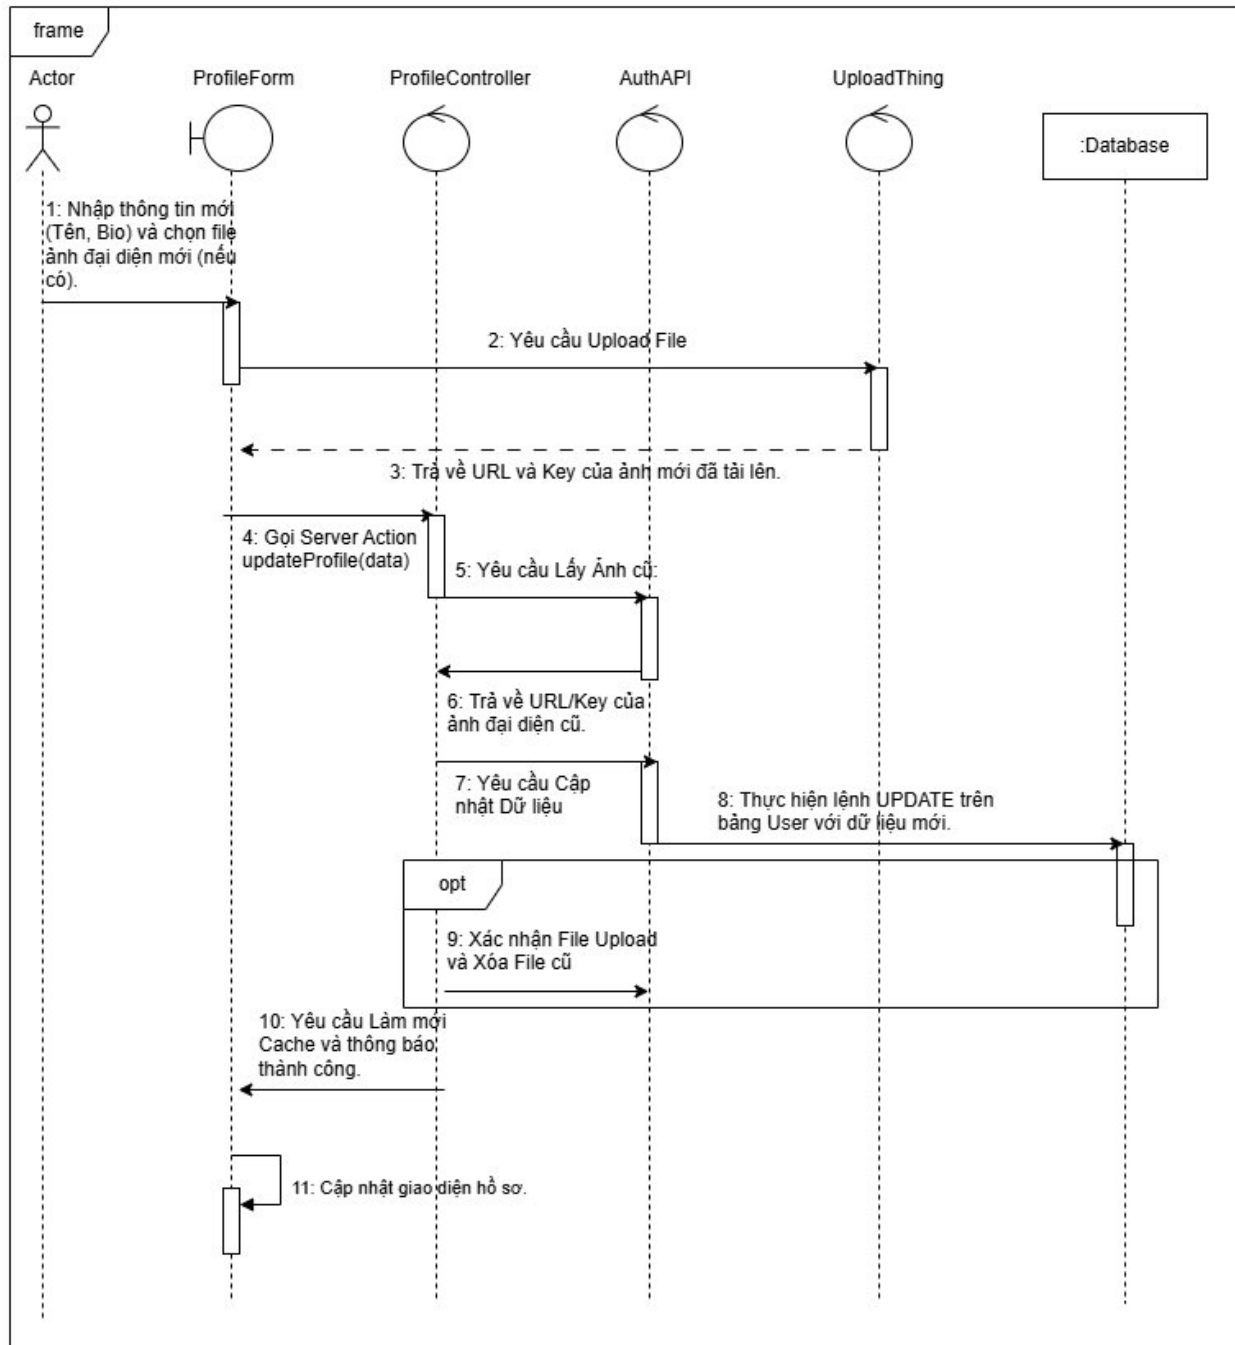 frame
Actor
ProfileForm
ProfileController
AuthAPI
UploadThing
:Database
1: Nhập thông tin mới
(Tên, Bio) và chọn file
ảnh đại diện mới (nếu
có).
2: Yêu cầu Upload File
3: Trả về URL và Key của ảnh mới đã tải lên.
4: Gọi Server Action
updateProfile(data)
5: Yêu cầu Lấy Ảnh cũ:
6: Trả về URL/Key của
ảnh đại diện cũ.
7: Yêu cầu Cập
nhật Dữ liệu
8: Thực hiện lệnh UPDATE trên
bảng User với dữ liệu mới.
opt
9: Xác nhận File Upload
và Xóa File cũ
10: Yêu cầu Làm mới
Cache và thông báo
thành công.
11: Cập nhật giao diện hồ sơ.